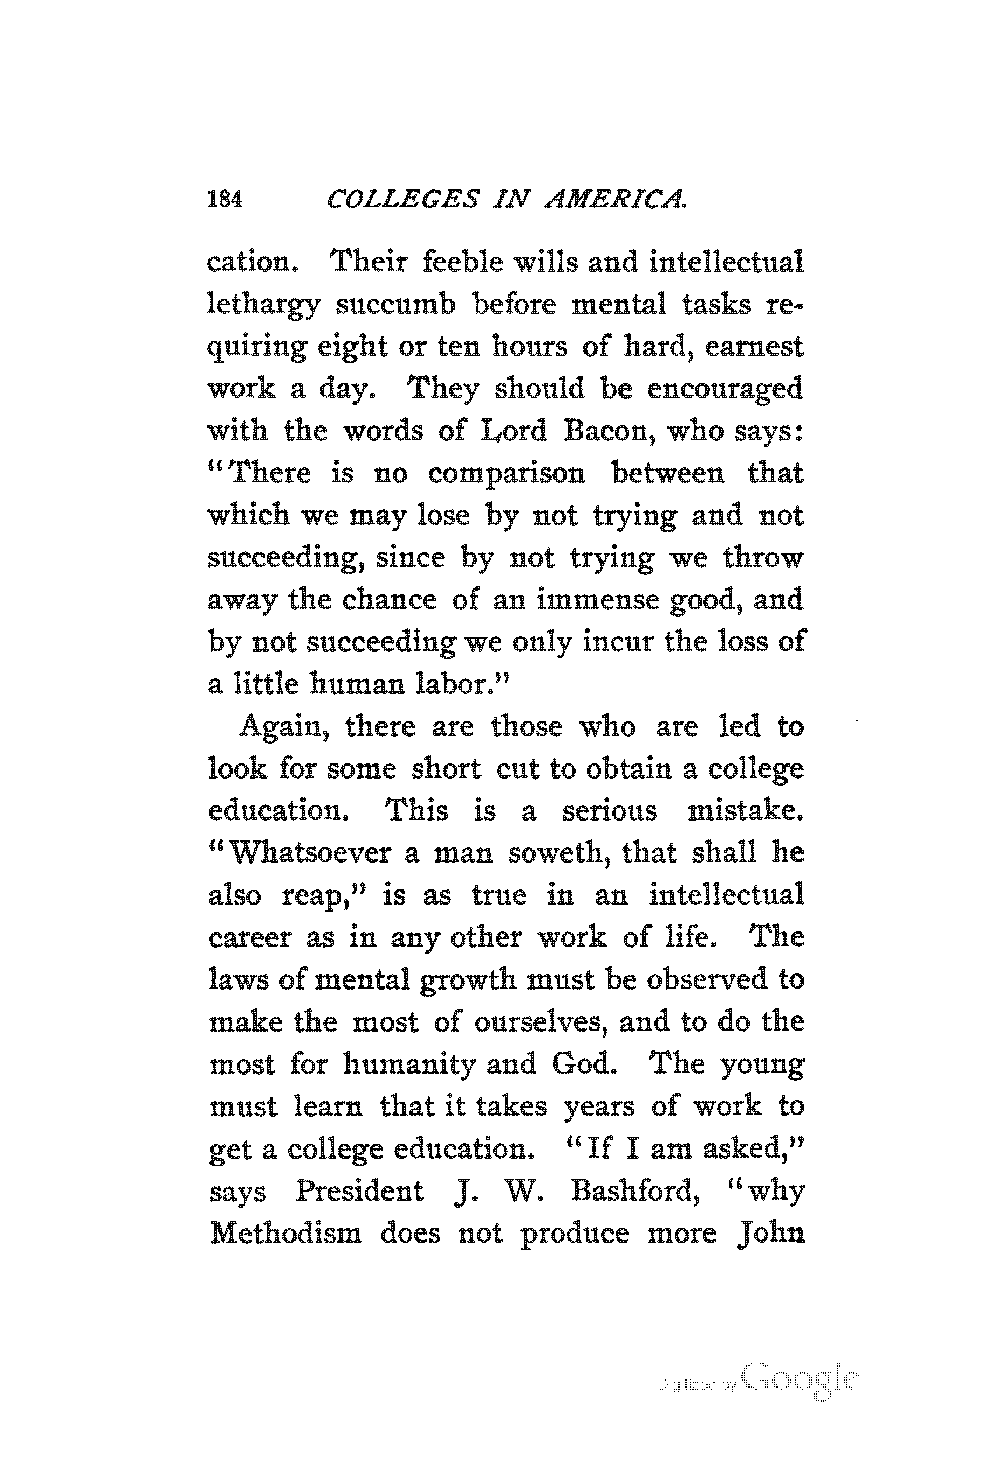 184 COLLEGES IN AMERICA.
cation. Their feeble wills and intellectual
lethargy succumb before mental tasks re-
quiring eight or ten hours of hard, earnest
work a day. They should be encouraged
with the words of Lord Bacon, who says:
"There is no comparison between that
which we may lose by not trying and not
succeeding, since by not trying we throw
away the chance of an immense good, and
by not succeeding we only incur the loss of
a little human labor."
Again, there are those who are led to
look for some short cut to obtain a college
education. This is a serious mistake.
"Whatsoever a man soweth, that shall he
also reap," is as true in an intellectual
career as in any other work of life. The
laws of mental growth must be observed to
make the most of ourselves, and to do the
most for humanity and God. The young
must learn that it takes years of work to
get a college education. "If I am asked,"
says President J. W. Bashford, "why
Methodism does not produce more John
Digitized by Google